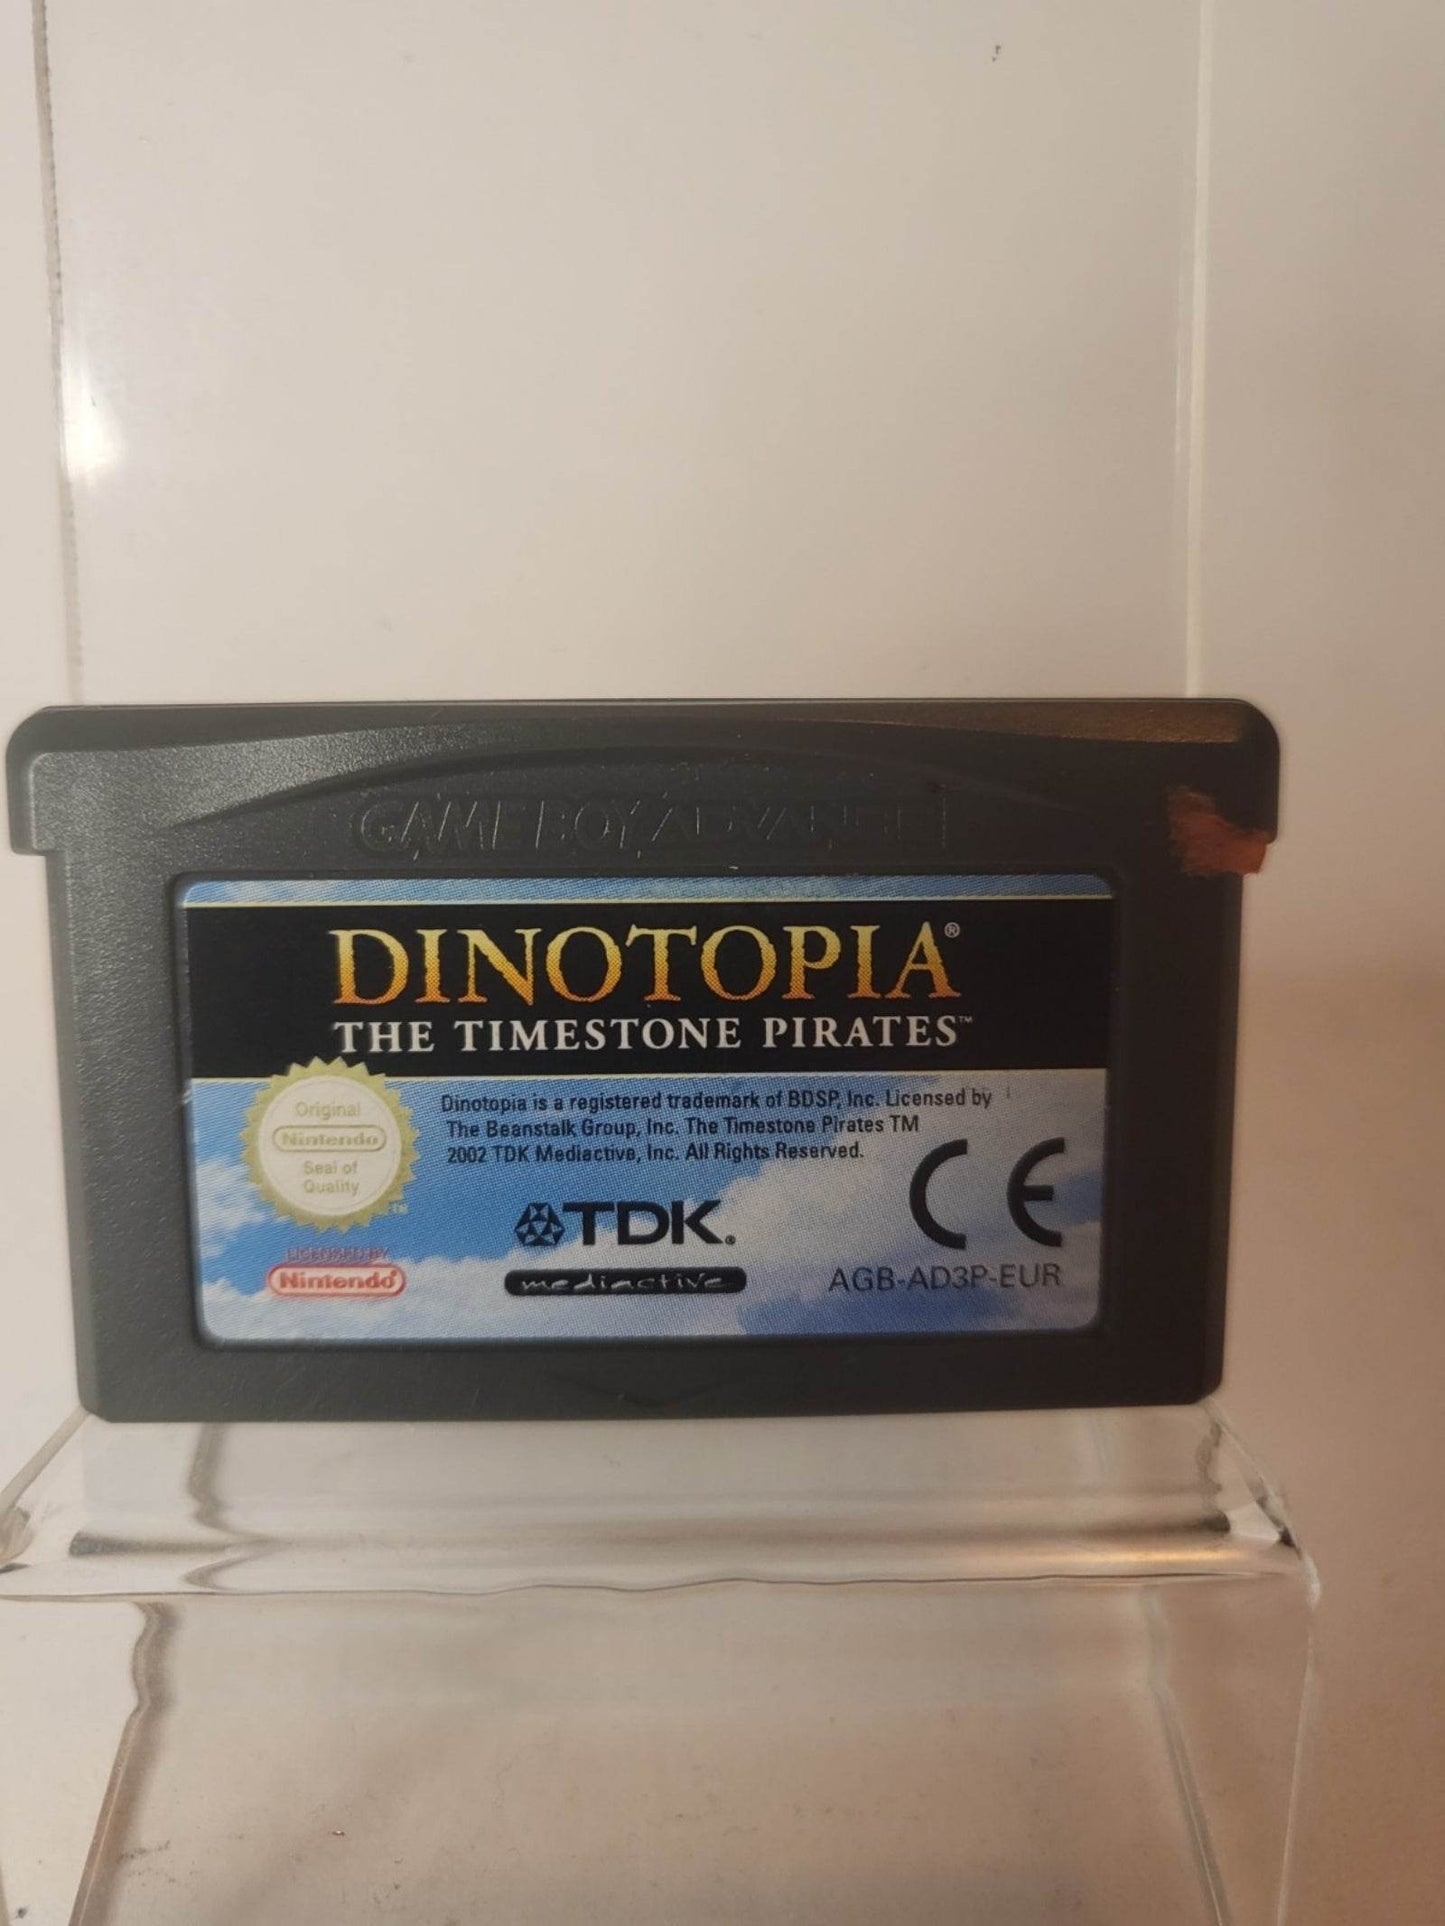 GAME BOY ADVANCE
DINOTOPIA®
THE TIMESTONE PIRATES™
Original
Nintendo
Seal of
Quality
TM
Dinotopia is a registered trademark of BDSP, Inc. Licensed by
The Beanstalk Group, Inc. The Timestone Pirates TM
2002 TDK Mediactive, Inc. All Rights Reserved.
LICENSED BY
Nintendo®
TDK®
mediactive
CE
AGB-AD3P-EUR